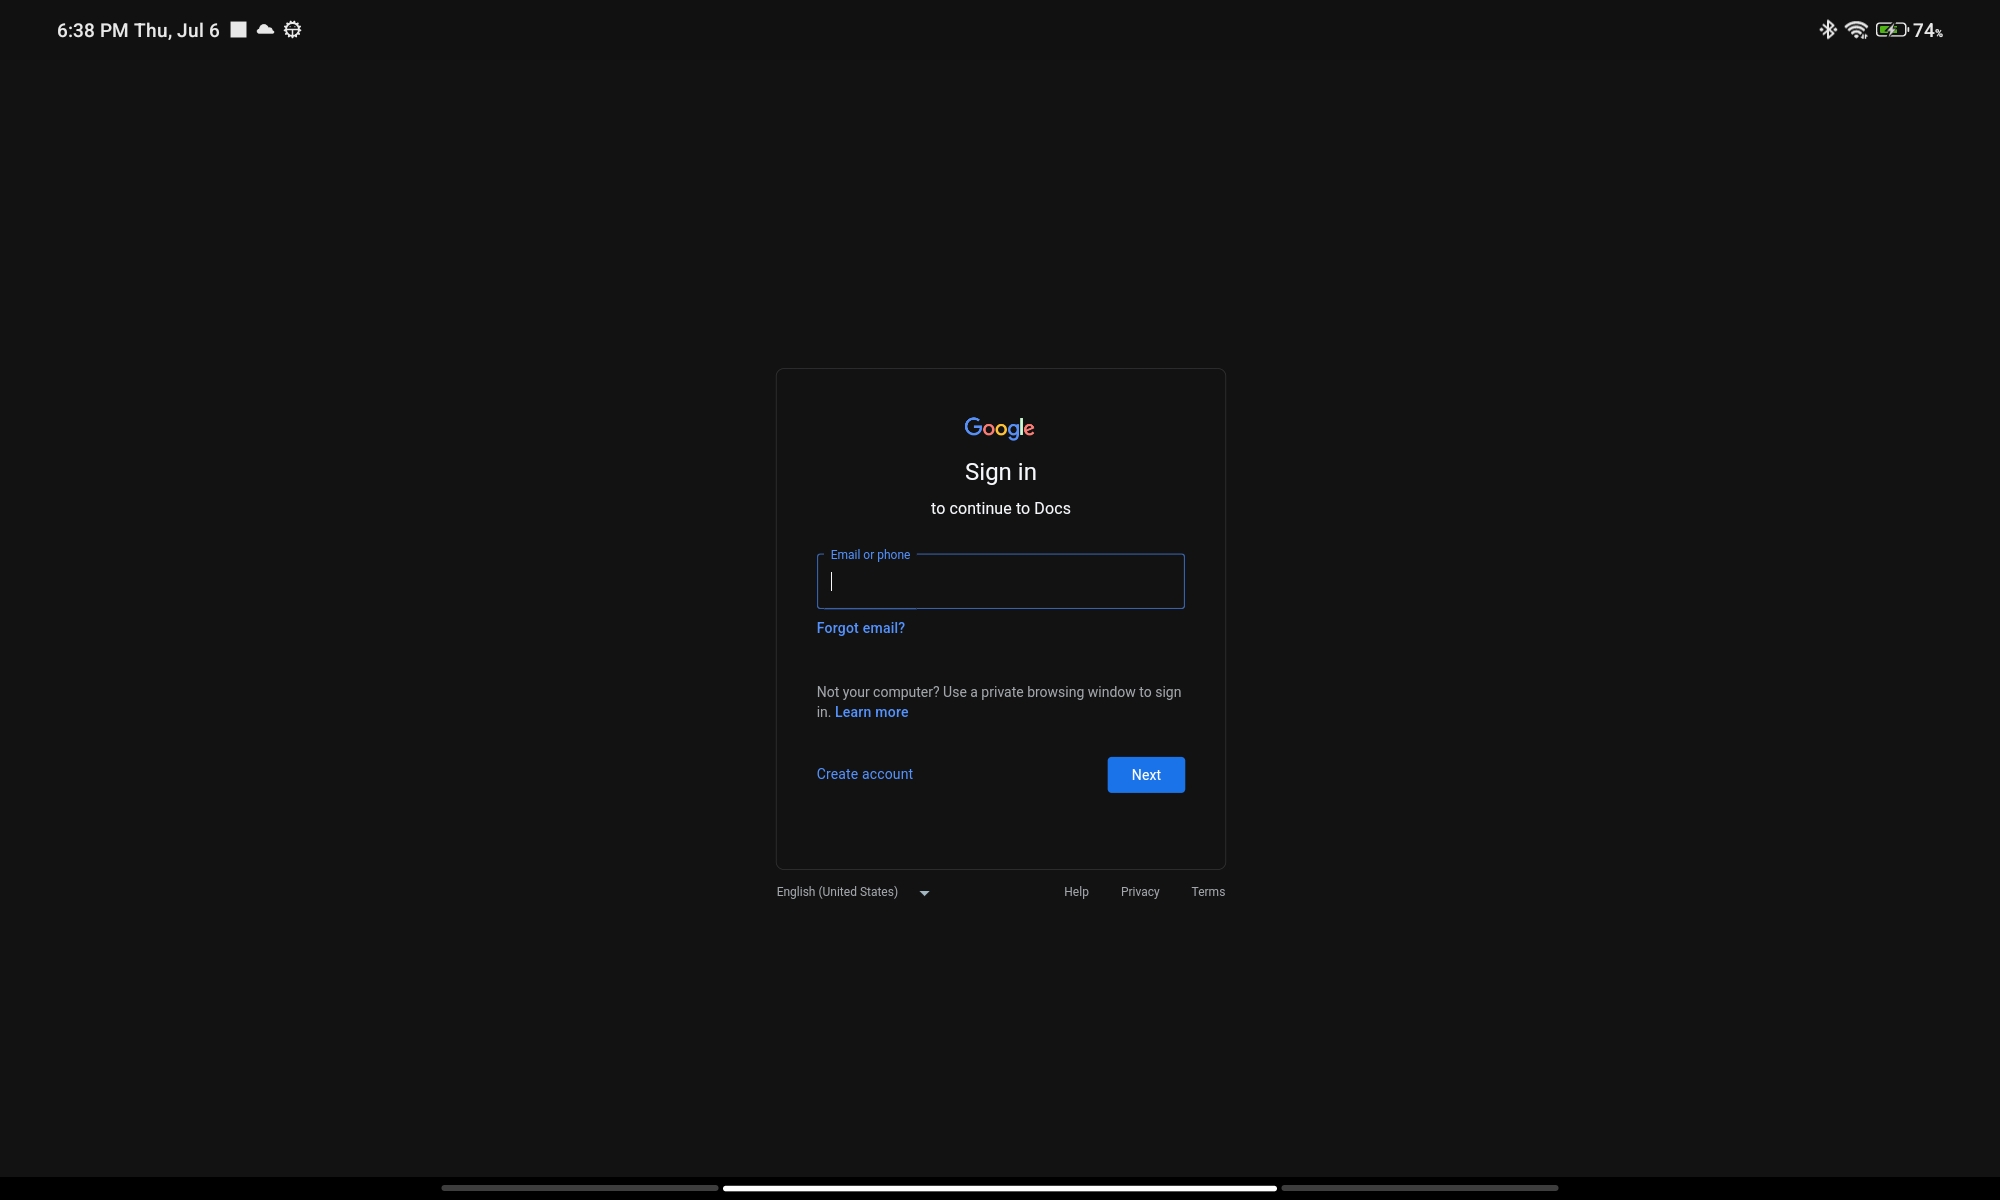 6:38 PM Thu, Jul 6
74%
Google
Sign in
to continue to Docs
Email or phone
Forgot email?
Not your computer? Use a private browsing window to sign
in. Learn more
Create account
Next
English (United States)
Help
Privacy
Terms